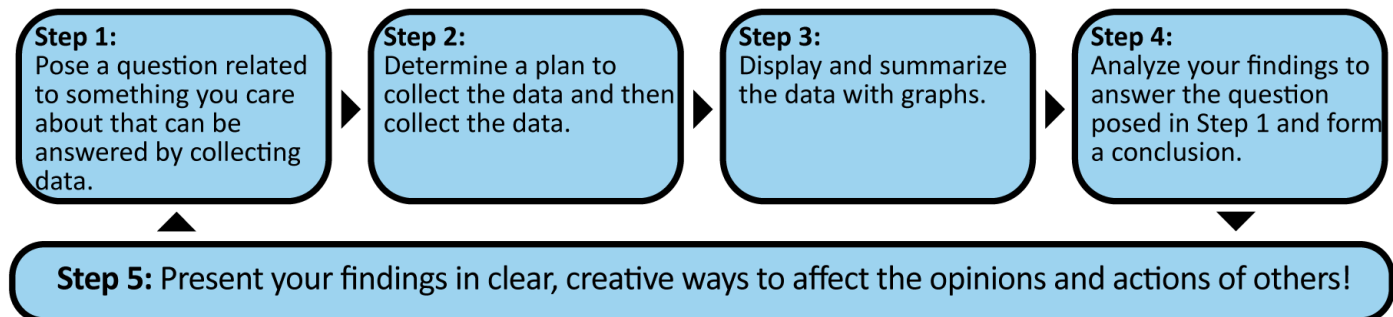 Step 1:
Pose a question related
to something you care
about that can be
answered by collecting
data.
Step 2:
Determine a plan to
collect the data and then
collect the data.
Step 3:
Display and summarize
the data with graphs.
Step 4:
Analyze your findings to
answer the question
posed in Step 1 and form
a conclusion.
Step 5: Present your findings in clear, creative ways to affect the opinions and actions of others!